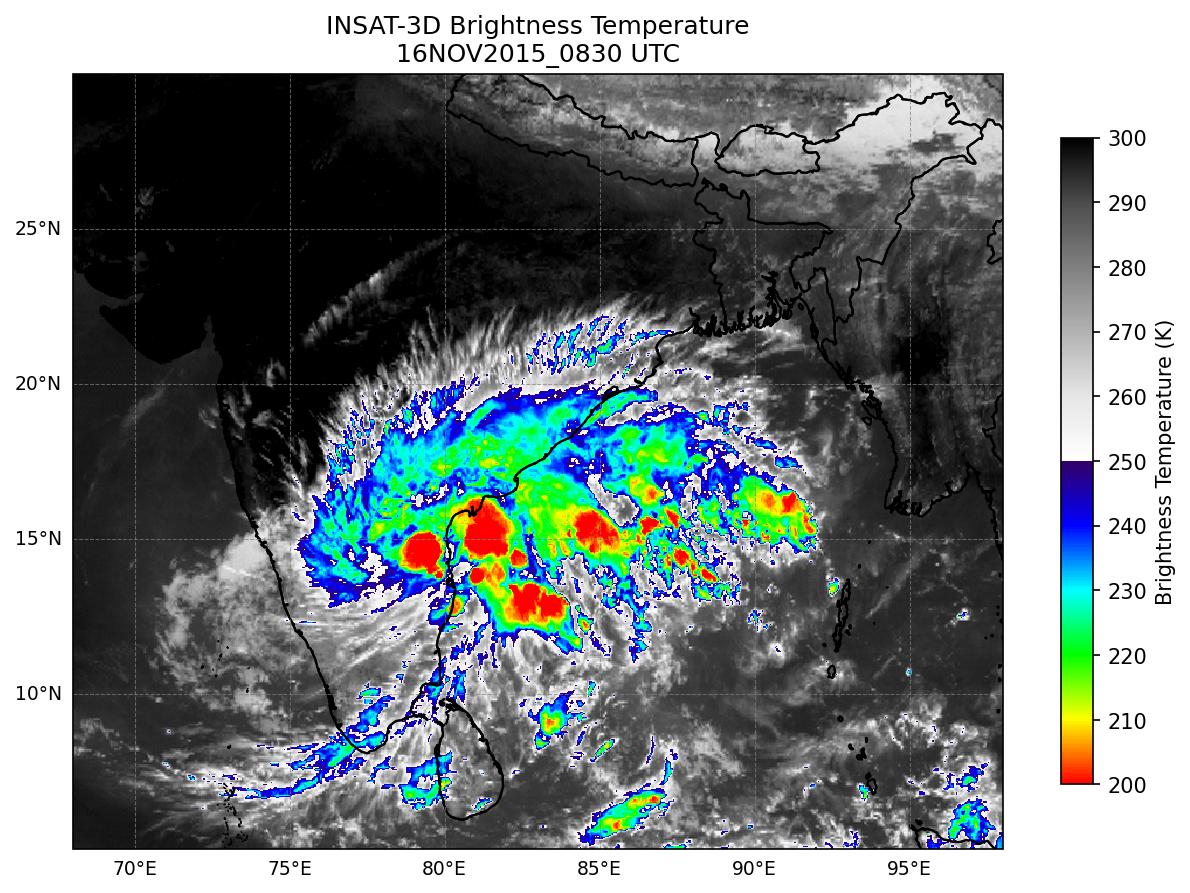 INSAT-3D Brightness Temperature
16NOV2015_0830 UTC
25°N
20°N
15°N
10°N
70°E
75°E
80°E
85°E
90°E
95°E
300
290
280
270
260
250
240
230
220
210
200
Brightness Temperature (K)